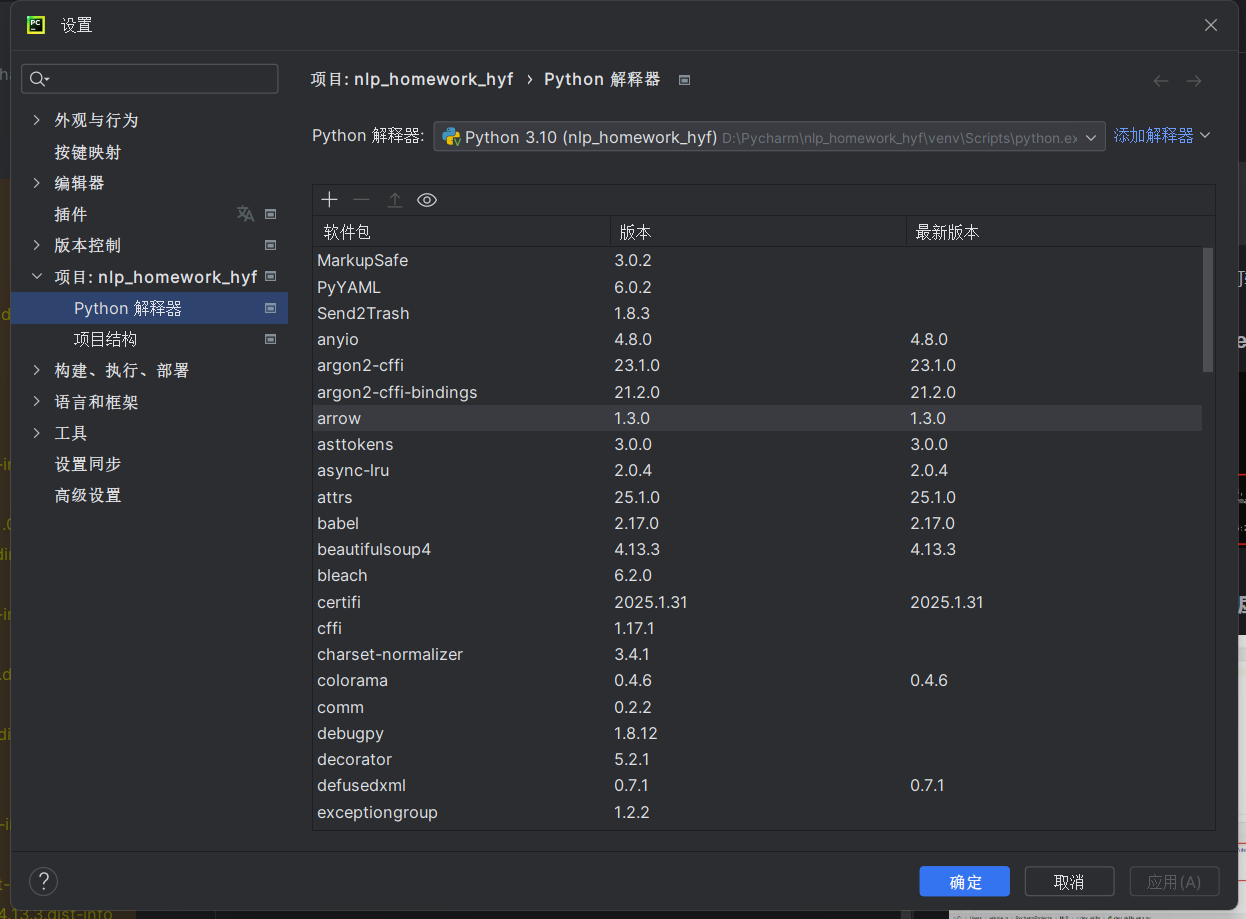 PC 设置
项目: nlp_homework_hyf › Python 解释器
外观与行为
按键映射
编辑器
插件
版本控制
项目: nlp_homework_hyf
Python 解释器
项目结构
构建、执行、部署
语言和框架
工具
设置同步
高级设置
Python 解释器: Python 3.10 (nlp_homework_hyf) D:\Pycharm\nlp_homework_hyf\venv\Scripts\python.ex 添加解释器
软件包 版本 最新版本
MarkupSafe 3.0.2
PyYAML 6.0.2
Send2Trash 1.8.3
anyio 4.8.0 4.8.0
argon2-cffi 23.1.0 23.1.0
argon2-cffi-bindings 21.2.0 21.2.0
arrow 1.3.0 1.3.0
asttokens 3.0.0 3.0.0
async-lru 2.0.4 2.0.4
attrs 25.1.0 25.1.0
babel 2.17.0 2.17.0
beautifulsoup4 4.13.3 4.13.3
bleach 6.2.0
certifi 2025.1.31 2025.1.31
cffi 1.17.1
charset-normalizer 3.4.1
colorama 0.4.6 0.4.6
comm 0.2.2
debugpy 1.8.12
decorator 5.2.1
defusedxml 0.7.1 0.7.1
exceptiongroup 1.2.2
? 确定 取消 应用(A)
4.13.3.dist-info